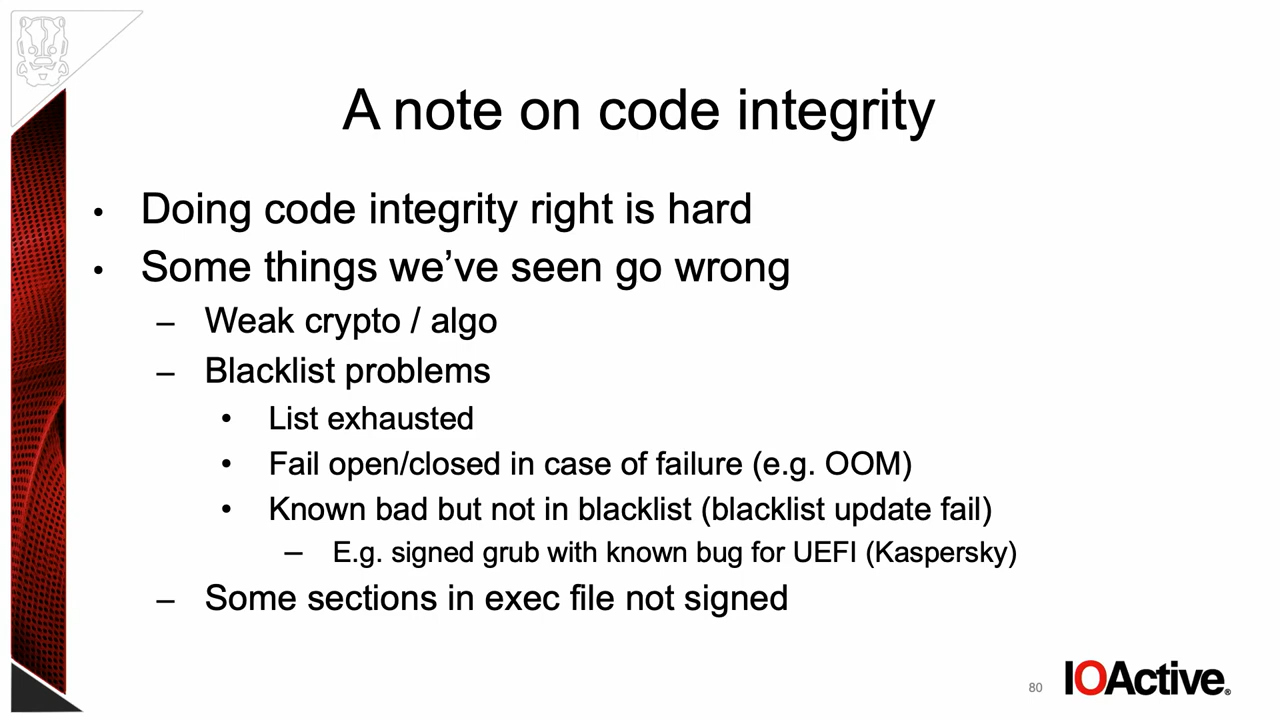 A note on code integrity
• Doing code integrity right is hard
• Some things we’ve seen go wrong
– Weak crypto / algo
– Blacklist problems
• List exhausted
• Fail open/closed in case of failure (e.g. OOM)
• Known bad but not in blacklist (blacklist update fail)
– E.g. signed grub with known bug for UEFI (Kaspersky)
– Some sections in exec file not signed
80
IOActive®